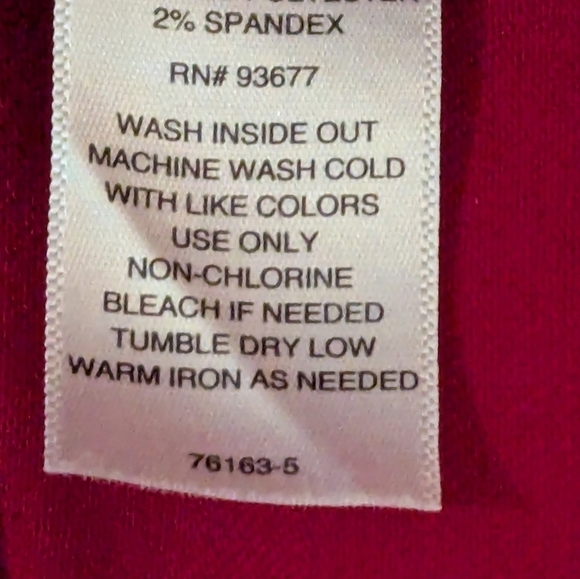 POLYESTER
2% SPANDEX
RN# 93677
WASH INSIDE OUT
MACHINE WASH COLD
WITH LIKE COLORS
USE ONLY
NON-CHLORINE
BLEACH IF NEEDED
TUMBLE DRY LOW
WARM IRON AS NEEDED
76163-5